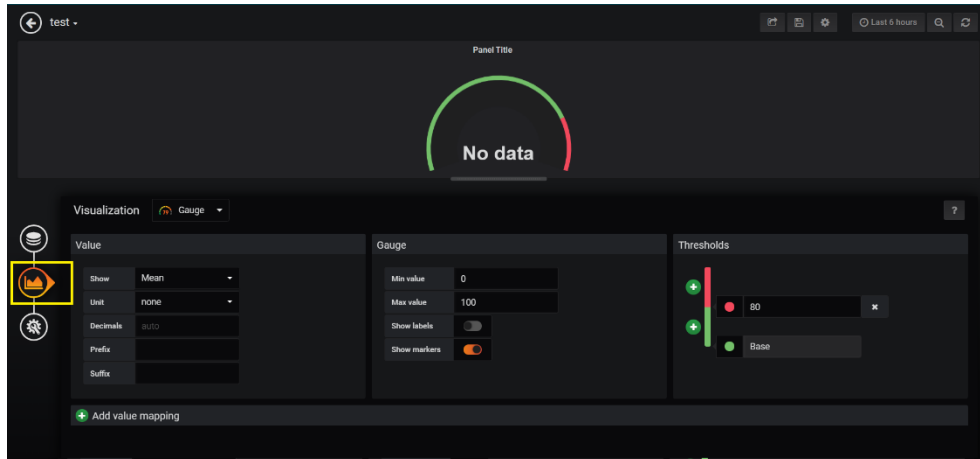 test
Last 6 hours
Panel Title
No data
Visualization
79 Gauge
?
Value
Show Mean
Unit none
Decimals auto
Prefix
Suffix
Gauge
Min value 0
Max value 100
Show labels
Show markers
Thresholds
80
Base
Add value mapping